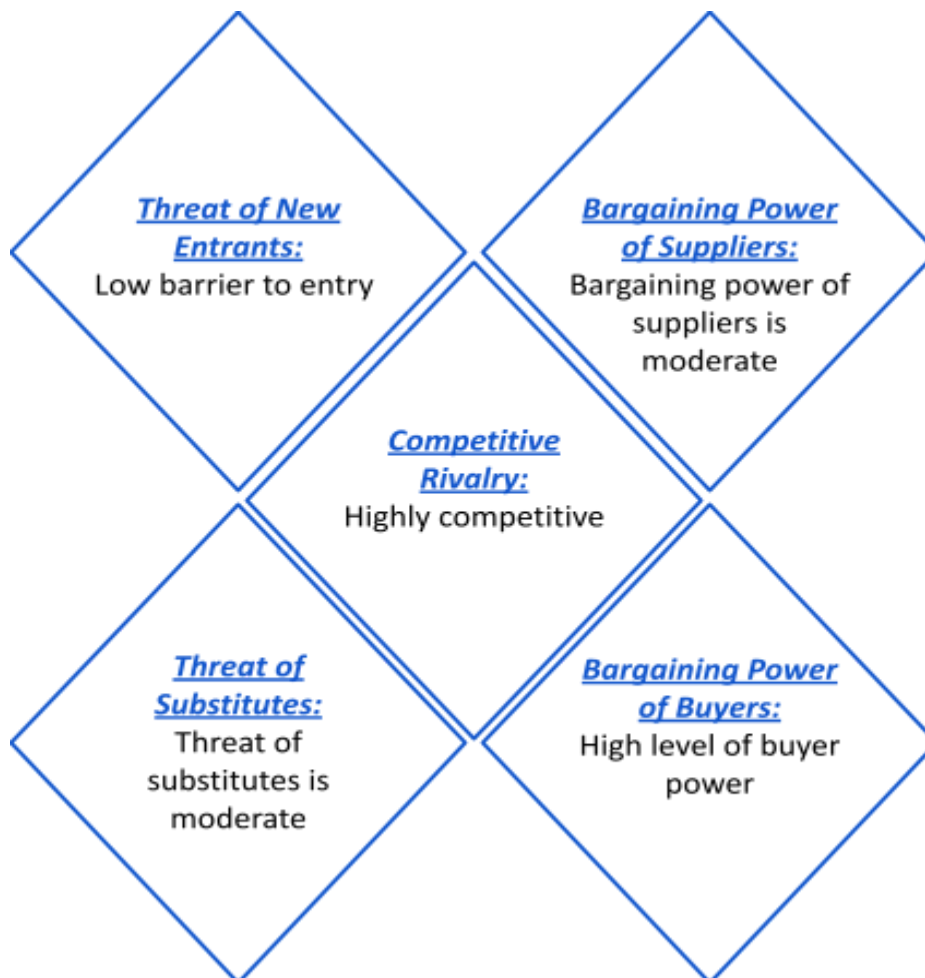 Threat of New
Entrants:
Low barrier to entry
Bargaining Power
of Suppliers:
Bargaining power of
suppliers is
moderate
Competitive
Rivalry:
Highly competitive
Threat of
Substitutes:
Threat of
substitutes is
moderate
Bargaining Power
of Buyers:
High level of buyer
power